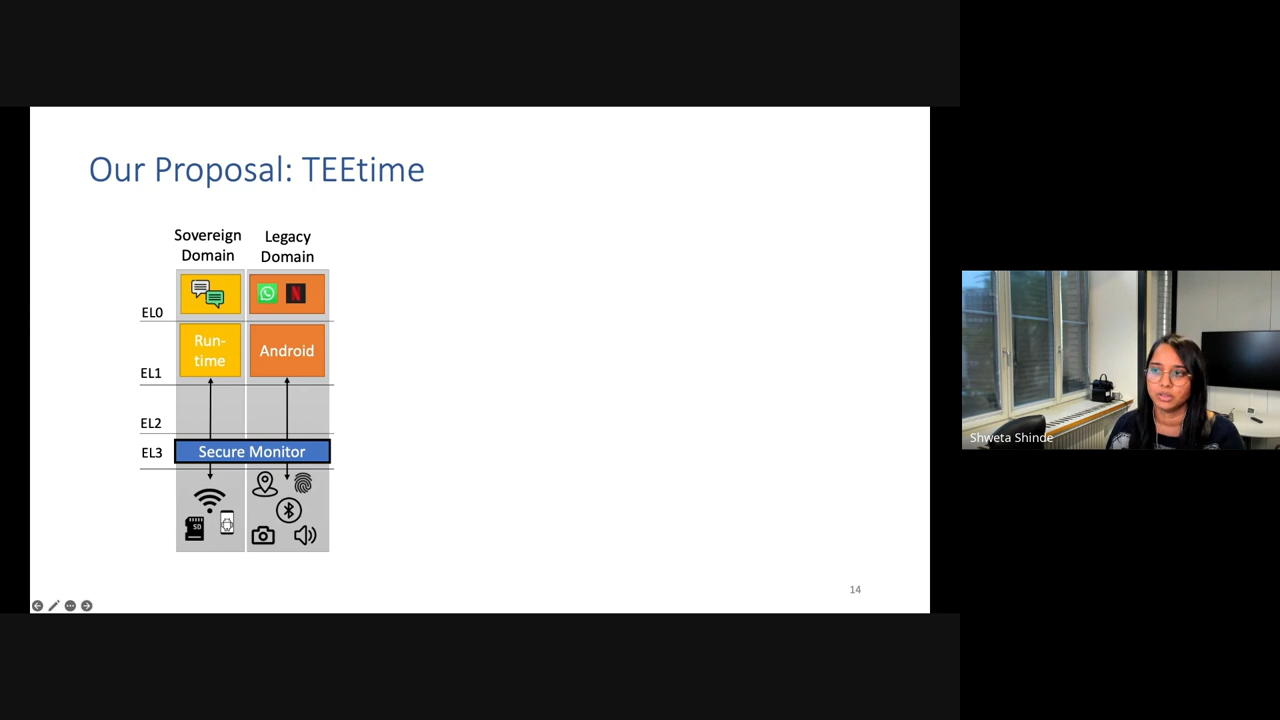 Our Proposal: TEEtime
Sovereign
Domain
Legacy
Domain
EL0
Run-
time
Android
EL1
EL2
EL3
Secure Monitor
SD
N
14
Shweta Shinde